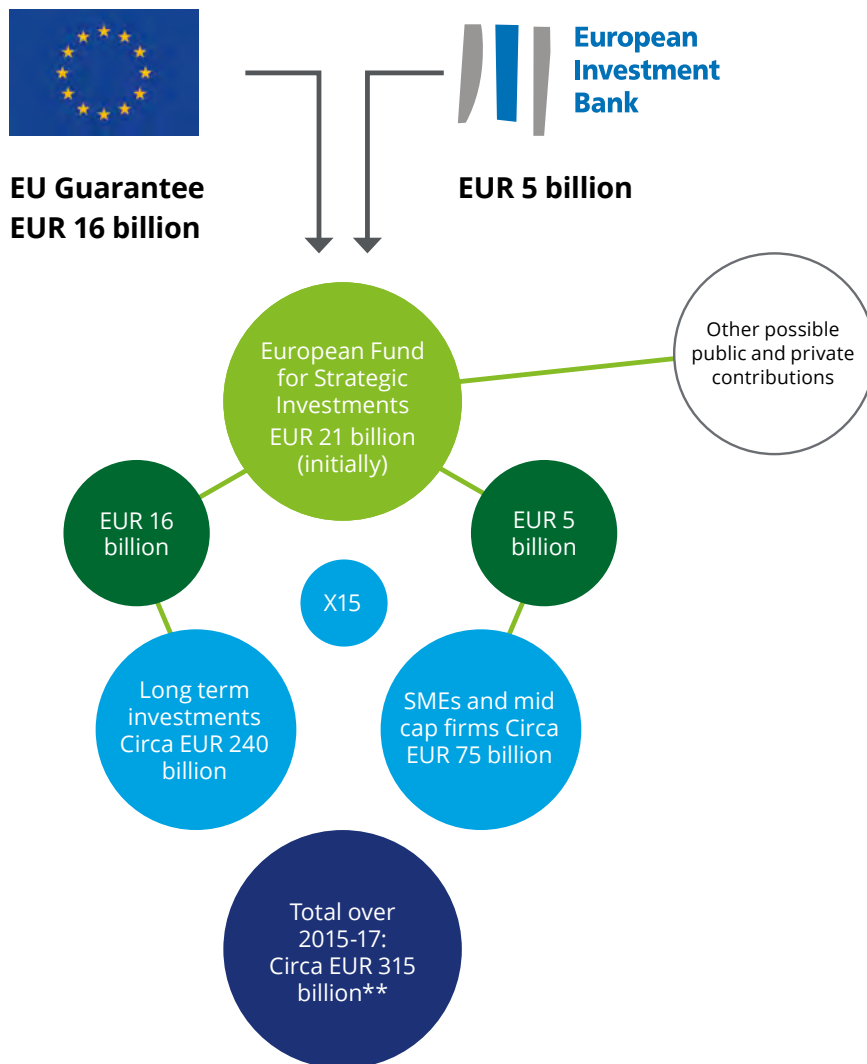 European
Investment
Bank
EU Guarantee
EUR 16 billion
EUR 5 billion
European Fund
for Strategic
Investments
EUR 21 billion
(initially)
Other possible
public and private
contributions
EUR 16
billion
EUR 5
billion
X15
Long term
investments
Circa EUR 240
billion
SMEs and mid
cap firms Circa
EUR 75 billion
Total over
2015-17:
Circa EUR 315
billion**